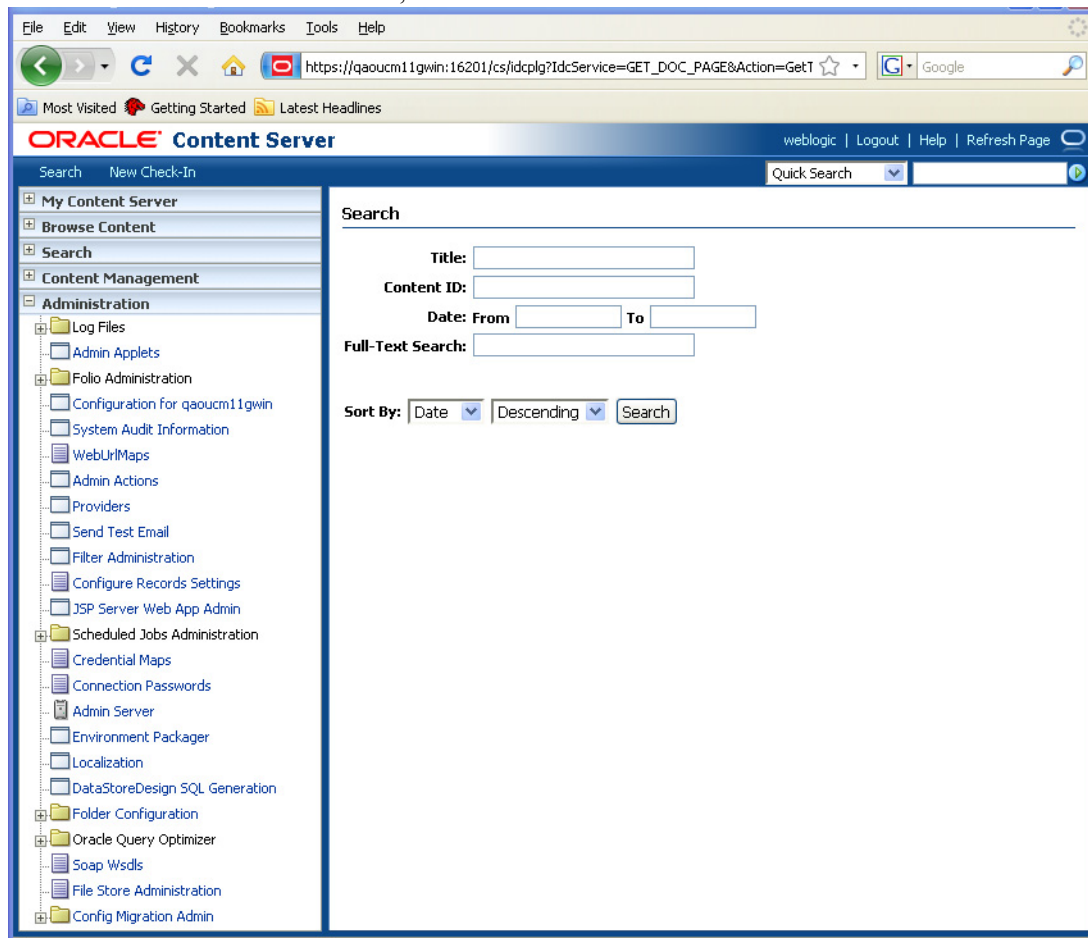 File Edit View History Bookmarks Tools Help
https://qaoucm11gwin:16201/cs/idcplg?IdcService=GET_DOC_PAGE&Action=GetT
Google
Most Visited Getting Started Latest Headlines
ORACLE Content Server
weblogic | Logout | Help | Refresh Page
Search New Check-In
Quick Search
My Content Server
Browse Content
Search
Content Management
Administration
Log Files
Admin Applets
Folio Administration
Configuration for qaoucm11gwin
System Audit Information
WebUrlMaps
Admin Actions
Providers
Send Test Email
Filter Administration
Configure Records Settings
JSP Server Web App Admin
Scheduled Jobs Administration
Credential Maps
Connection Passwords
Admin Server
Environment Packager
Localization
DataStoreDesign SQL Generation
Folder Configuration
Oracle Query Optimizer
Soap Wsdls
File Store Administration
Config Migration Admin
Search
Title:
Content ID:
Date: From To
Full-Text Search:
Sort By: Date Descending Search